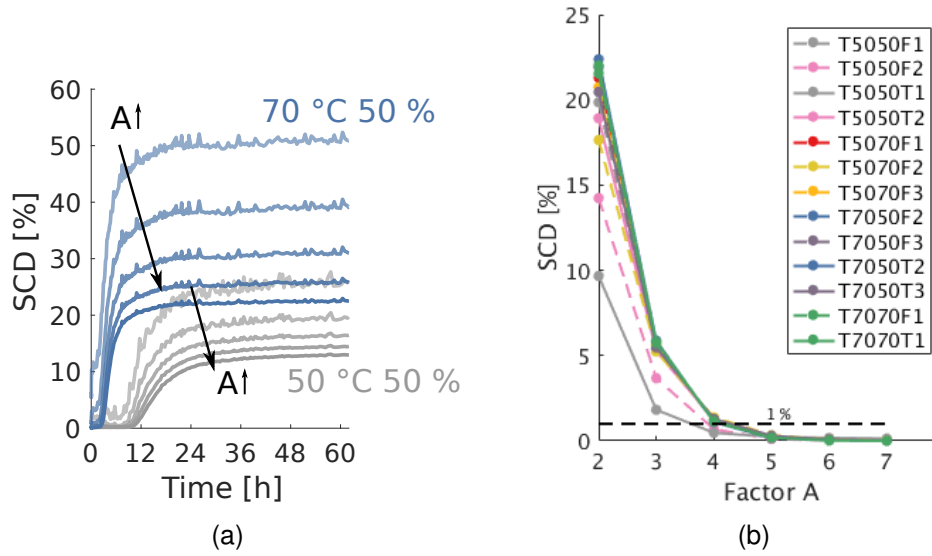 60
50
40
30
20
10
0
SCD [%]
A↑
70 °C 50 %
A↑
50 °C 50 %
0 12 24 36 48 60
Time [h]
(a)
25
20
15
10
5
0
SCD [%]
T5050F1
T5050F2
T5050T1
T5050T2
T5070F1
T5070F2
T5070F3
T7050F2
T7050F3
T7050T2
T7050T3
T7070F1
T7070T1
1 %
2 3 4 5 6 7
Factor A
(b)